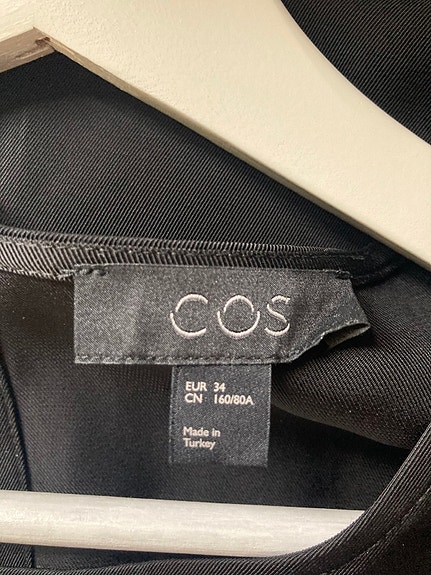 COS
EUR 34
CN 160/80A
Made in
Turkey